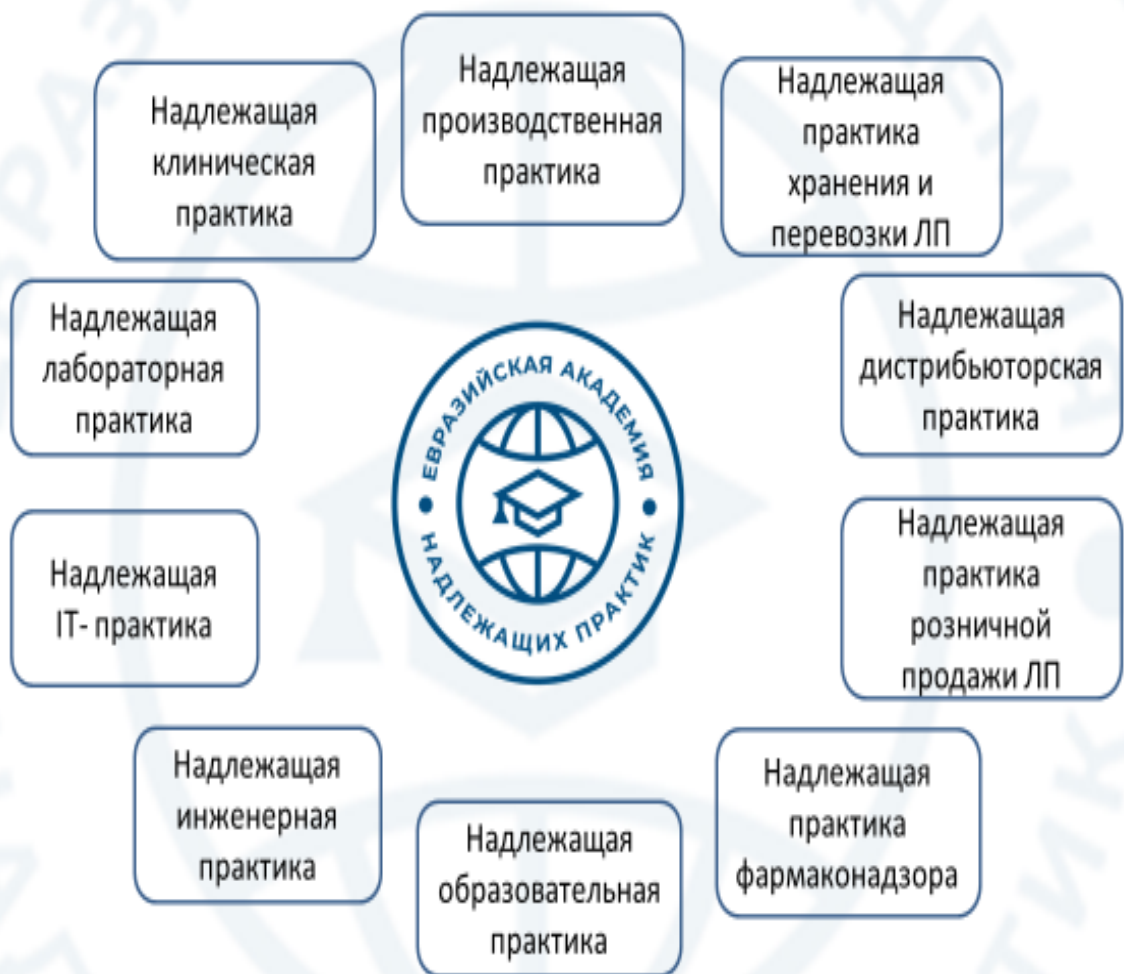 Надлежащая
производственная
практика
Надлежащая
практика
хранения и
перевозки ЛП
Надлежащая
дистрибьюторская
практика
Надлежащая
практика
розничной
продажи ЛП
Надлежащая
практика
фармаконадзора
Надлежащая
образовательная
практика
Надлежащая
инженерная
практика
Надлежащая
IT- практика
Надлежащая
лабораторная
практика
Надлежащая
клиническая
практика
ЕВРАЗИЙСКАЯ АКАДЕМИЯ
НАДЛЕЖАЩИХ ПРАКТИК